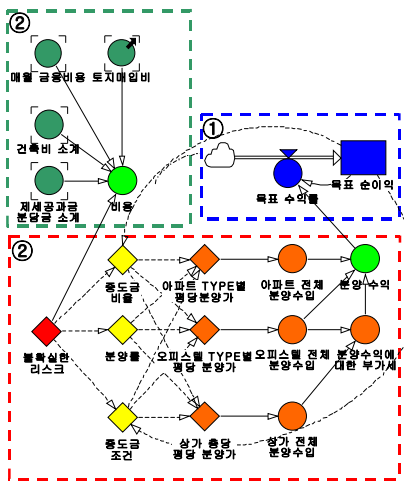 ②
매월 금융비용 토지매입비
건축비 소계
제세공과금
분담금 소계
비용
①
목표 순이익
목표 수익률
②
중도금
비율
아파트 TYPE별
평당분양가
아파트 전체
분양수입
분양 수익
불확실한
리스크
분양률
오피스텔 TYPE별
평당 분양가
오피스텔 전체
분양수입
분양수익에
대한 부가세
중도금
조건
상가 층당
평당 분양가
상가 전체
분양수입